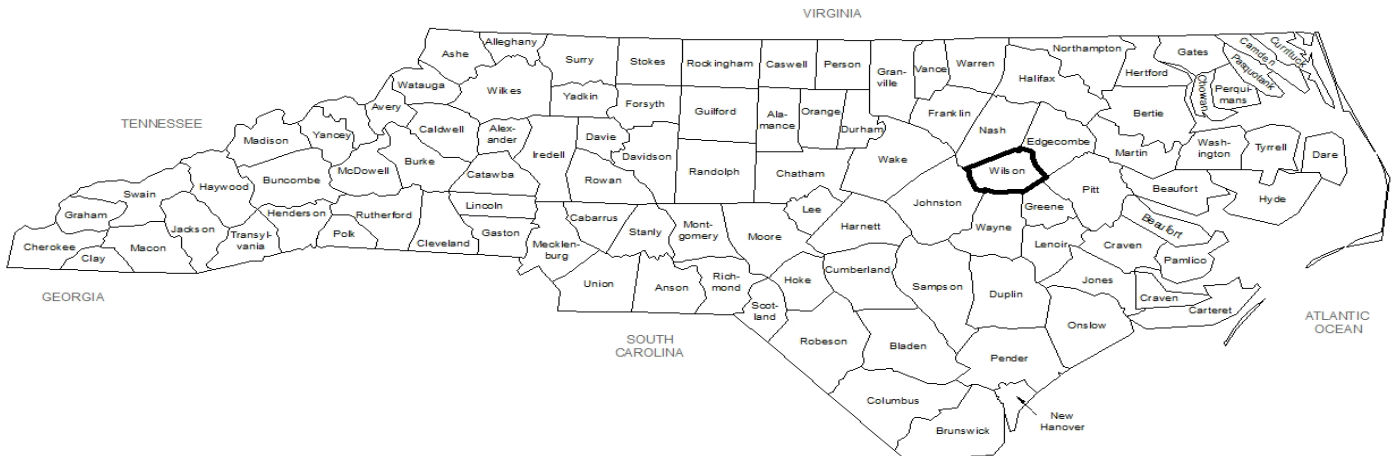 VIRGINIA
Ashe
Alleghany
Surry
Stokes
Rockingham
Caswell
Person
Gran-
ville
Vance
Warren
Northampton
Halifax
Hertford
Gates
Camden
Currituck
Pasquotank
Perqui-
mans
Chowan
Watauga
Wilkes
Yadkin
Forsyth
Guilford
Ala-
mance
Orange
Durham
Franklin
Nash
Edgecombe
Bertie
Martin
Wash-
ington
Tyrrell
Dare
TENNESSEE
Madison
Yancey
Avery
Caldwell
Alex-
ander
Iredell
Davie
Davidson
Randolph
Chatham
Wake
Wilson
Pitt
Beaufort
Hyde
Swain
Haywood
Buncombe
McDowell
Burke
Catawba
Rowan
Lincoln
Graham
Jackson
Henderson
Transyl-
vania
Polk
Rutherford
Cleveland
Gaston
Cabarrus
Mecklen-
burg
Stanly
Mont-
gomery
Moore
Lee
Harnett
Johnston
Wayne
Greene
Lenoir
Craven
Beaufort
Pamlico
Cherokee
Clay
Macon
Union
Anson
Rich-
mond
Scot-
land
Hoke
Cumberland
Sampson
Duplin
Jones
Craven
Carteret
Onslow
GEORGIA
SOUTH
CAROLINA
Robeson
Bladen
Pender
Columbus
Brunswick
New
Hanover
ATLANTIC
OCEAN